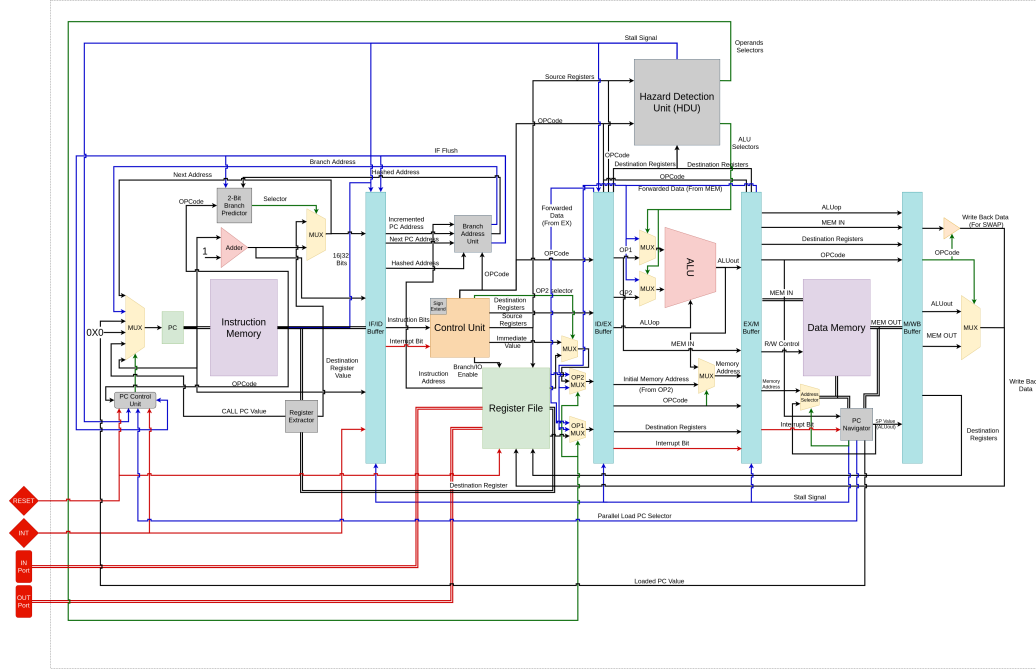 Stall Signal
Operands
Selectors
Source Registers
Hazard Detection
Unit (HDU)
OPCode
ALU
Selectors
IF Flush
OPCode
Branch Address
Destination Registers
Destination Registers
Next Address
Hashed Address
OPCode
Forwarded Data (From MEM)
OPCode
2-Bit
Branch
Predictor
Selector
Forwarded
Data
(From EX)
ALUop
Write Back Data
(For SWAP)
Incremented
PC Address
Branch
Address
Unit
MEM IN
MUX
Next PC Address
Destination Registers
Adder
1
OP1
MUX
OPCode
OPCode
OPCode
16|32
Bits
Hashed Address
ALU
ALUout
OPCode
OP2
MUX
OP2 selector
MEM IN
Sign
Extend
Destination
Registers
ALUout
Instruction
Memory
0X0
MUX
PC
IF/ID
Buffer
Instruction Bits
Control Unit
Source
Registers
ID/EX
Buffer
ALUop
EX/M
Buffer
Data Memory
MEM OUT
M/WB
Buffer
MUX
Interrupt Bit
Immediate
Value
MUX
MEM IN
R/W Control
MEM OUT
Destination
Register
Value
Branch/IO
Enable
Memory
Address
Instruction
Address
OP2
MUX
Initial Memory Address
(From OP2)
MUX
Memory
Address
Write Back
Data
OPCode
PC Control
Unit
OPCode
Address
Selector
CALL PC Value
Register
Extractor
Register File
OP1
MUX
Destination Registers
Interrupt Bit
PC
Navigator
SP Value
(ALUout)
Destination
Registers
Interrupt Bit
Destination Register
RESET
Stall Signal
Parallel Load PC Selector
INT
IN
Port
Loaded PC Value
OUT
Port